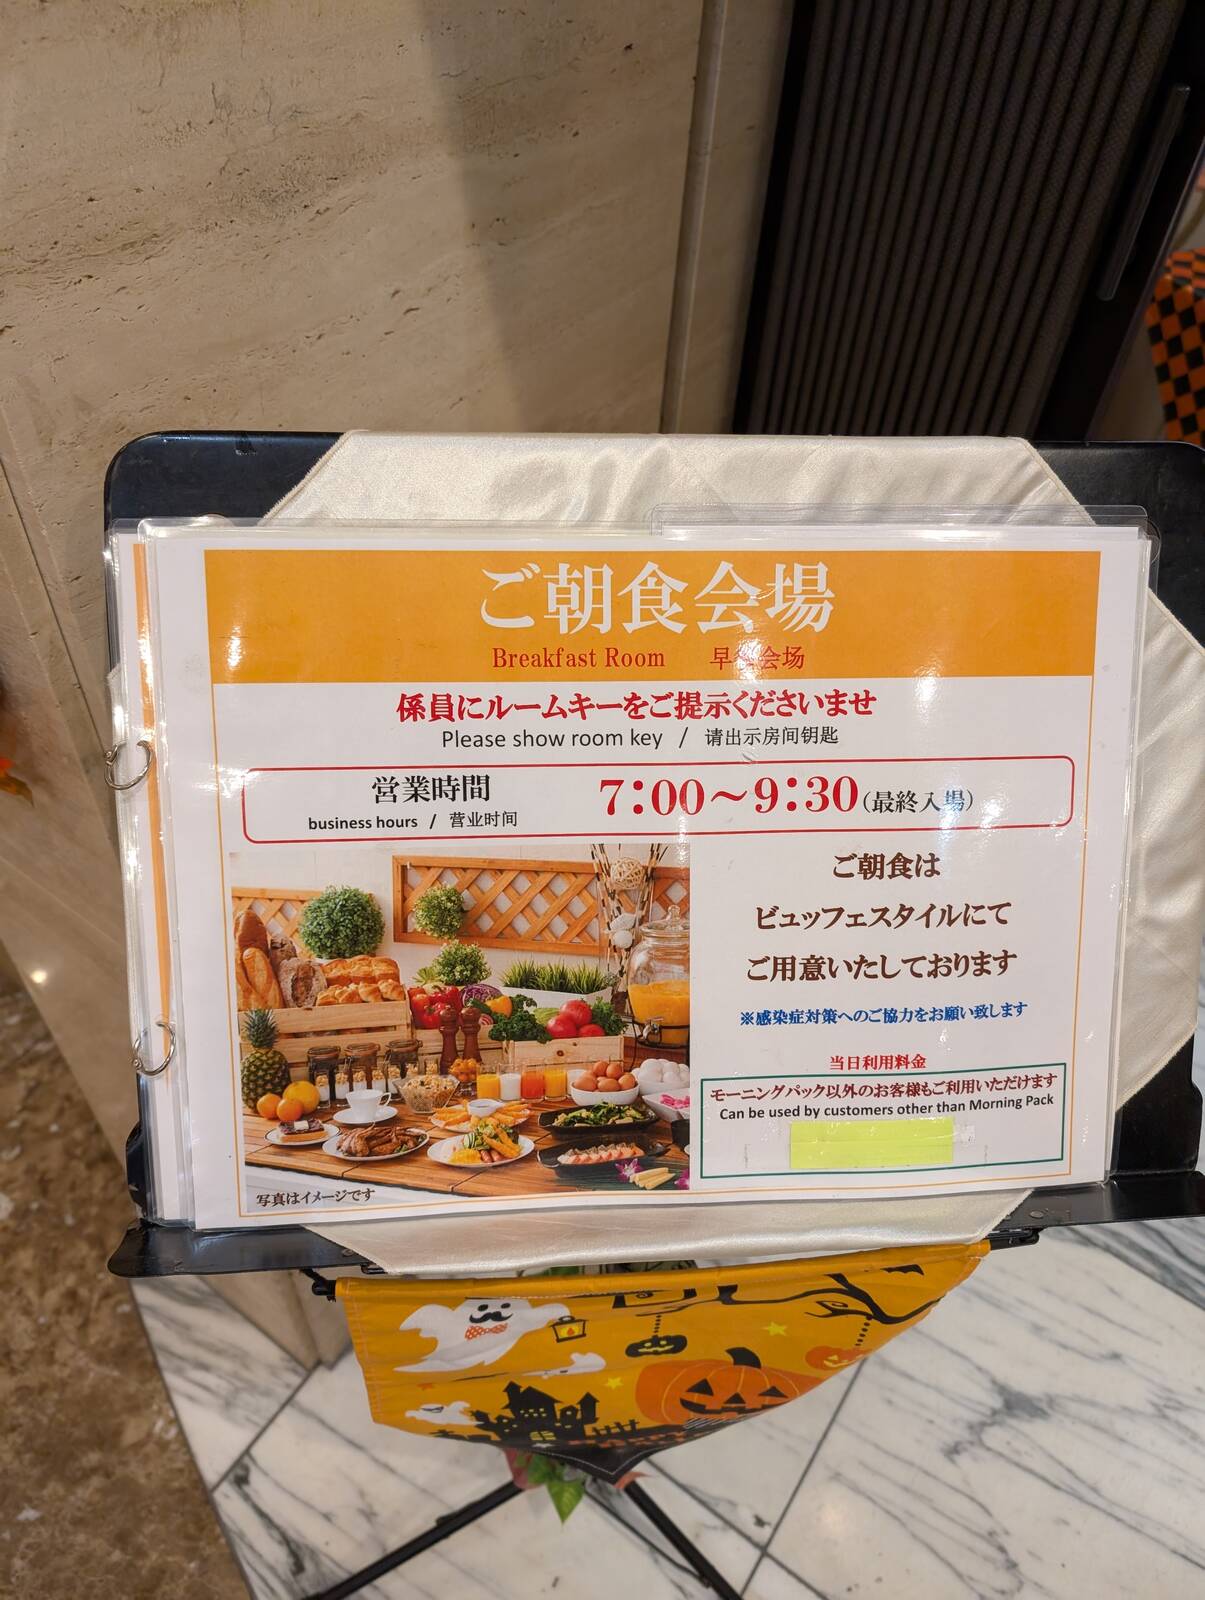 ご朝食会場
Breakfast Room 早餐会场
係員にルームキーをご提示くださいませ
Please show room key / 请出示房间钥匙
営業時間 7:00～9:30(最終入場)
business hours / 营业时间
ご朝食は
ビュッフェスタイルにて
ご用意いたしております
※感染症対策へのご協力をお願い致します
当日利用料金
モーニングパック以外のお客様もご利用いただけます
Can be used by customers other than Morning Pack
写真はイメージです